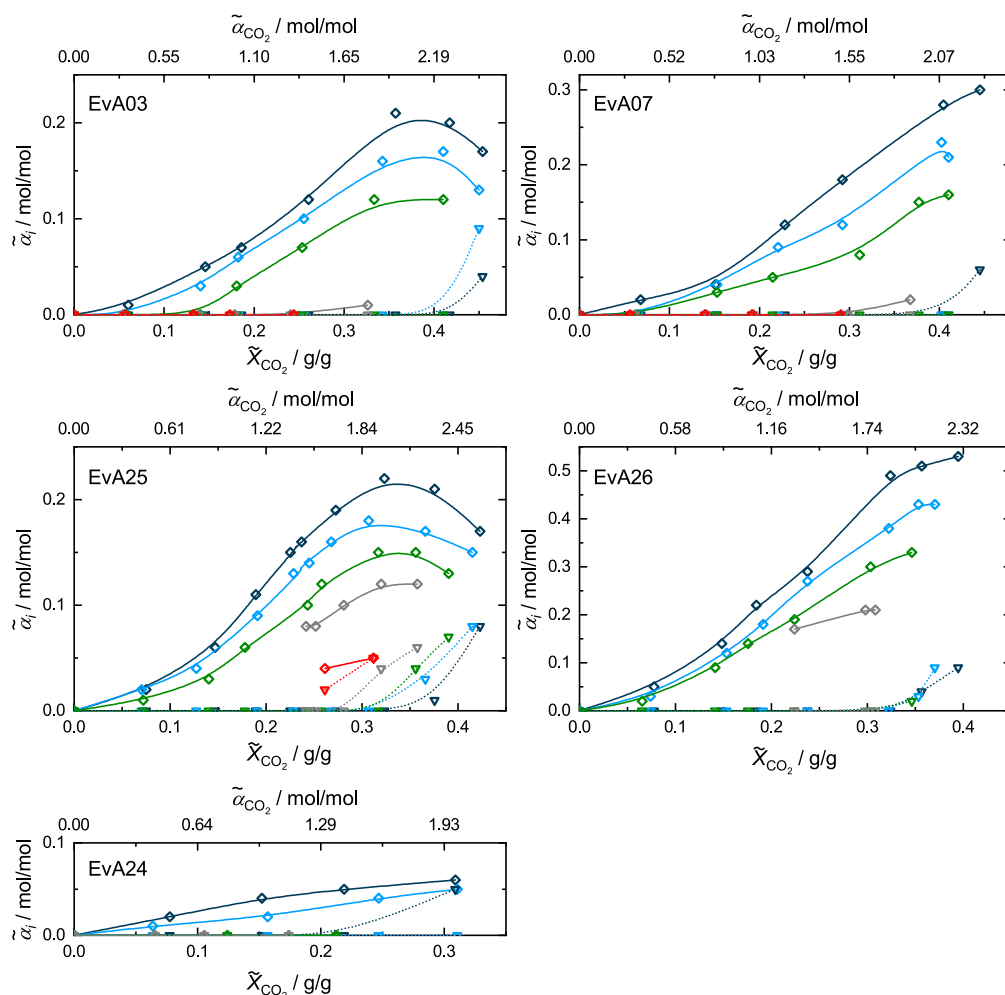 α̃CO₂ / mol/mol
0.00 0.55 1.10 1.65 2.19
EvA03
α̃ᵢ / mol/mol
0.2
0.1
0.0
0.0 0.1 0.2 0.3 0.4
X̃CO₂ / g/g
α̃CO₂ / mol/mol
0.00 0.52 1.03 1.55 2.07
EvA07
α̃ᵢ / mol/mol
0.3
0.2
0.1
0.0
0.0 0.1 0.2 0.3 0.4
X̃CO₂ / g/g
α̃CO₂ / mol/mol
0.00 0.61 1.22 1.84 2.45
EvA25
α̃ᵢ / mol/mol
0.2
0.1
0.0
0.0 0.1 0.2 0.3 0.4
X̃CO₂ / g/g
α̃CO₂ / mol/mol
0.00 0.58 1.16 1.74 2.32
EvA26
α̃ᵢ / mol/mol
0.5
0.4
0.3
0.2
0.1
0.0
0.0 0.1 0.2 0.3 0.4
X̃CO₂ / g/g
α̃CO₂ / mol/mol
0.00 0.64 1.29 1.93
EvA24
α̃ᵢ / mol/mol
0.1
0.0
0.0 0.1 0.2 0.3
X̃CO₂ / g/g